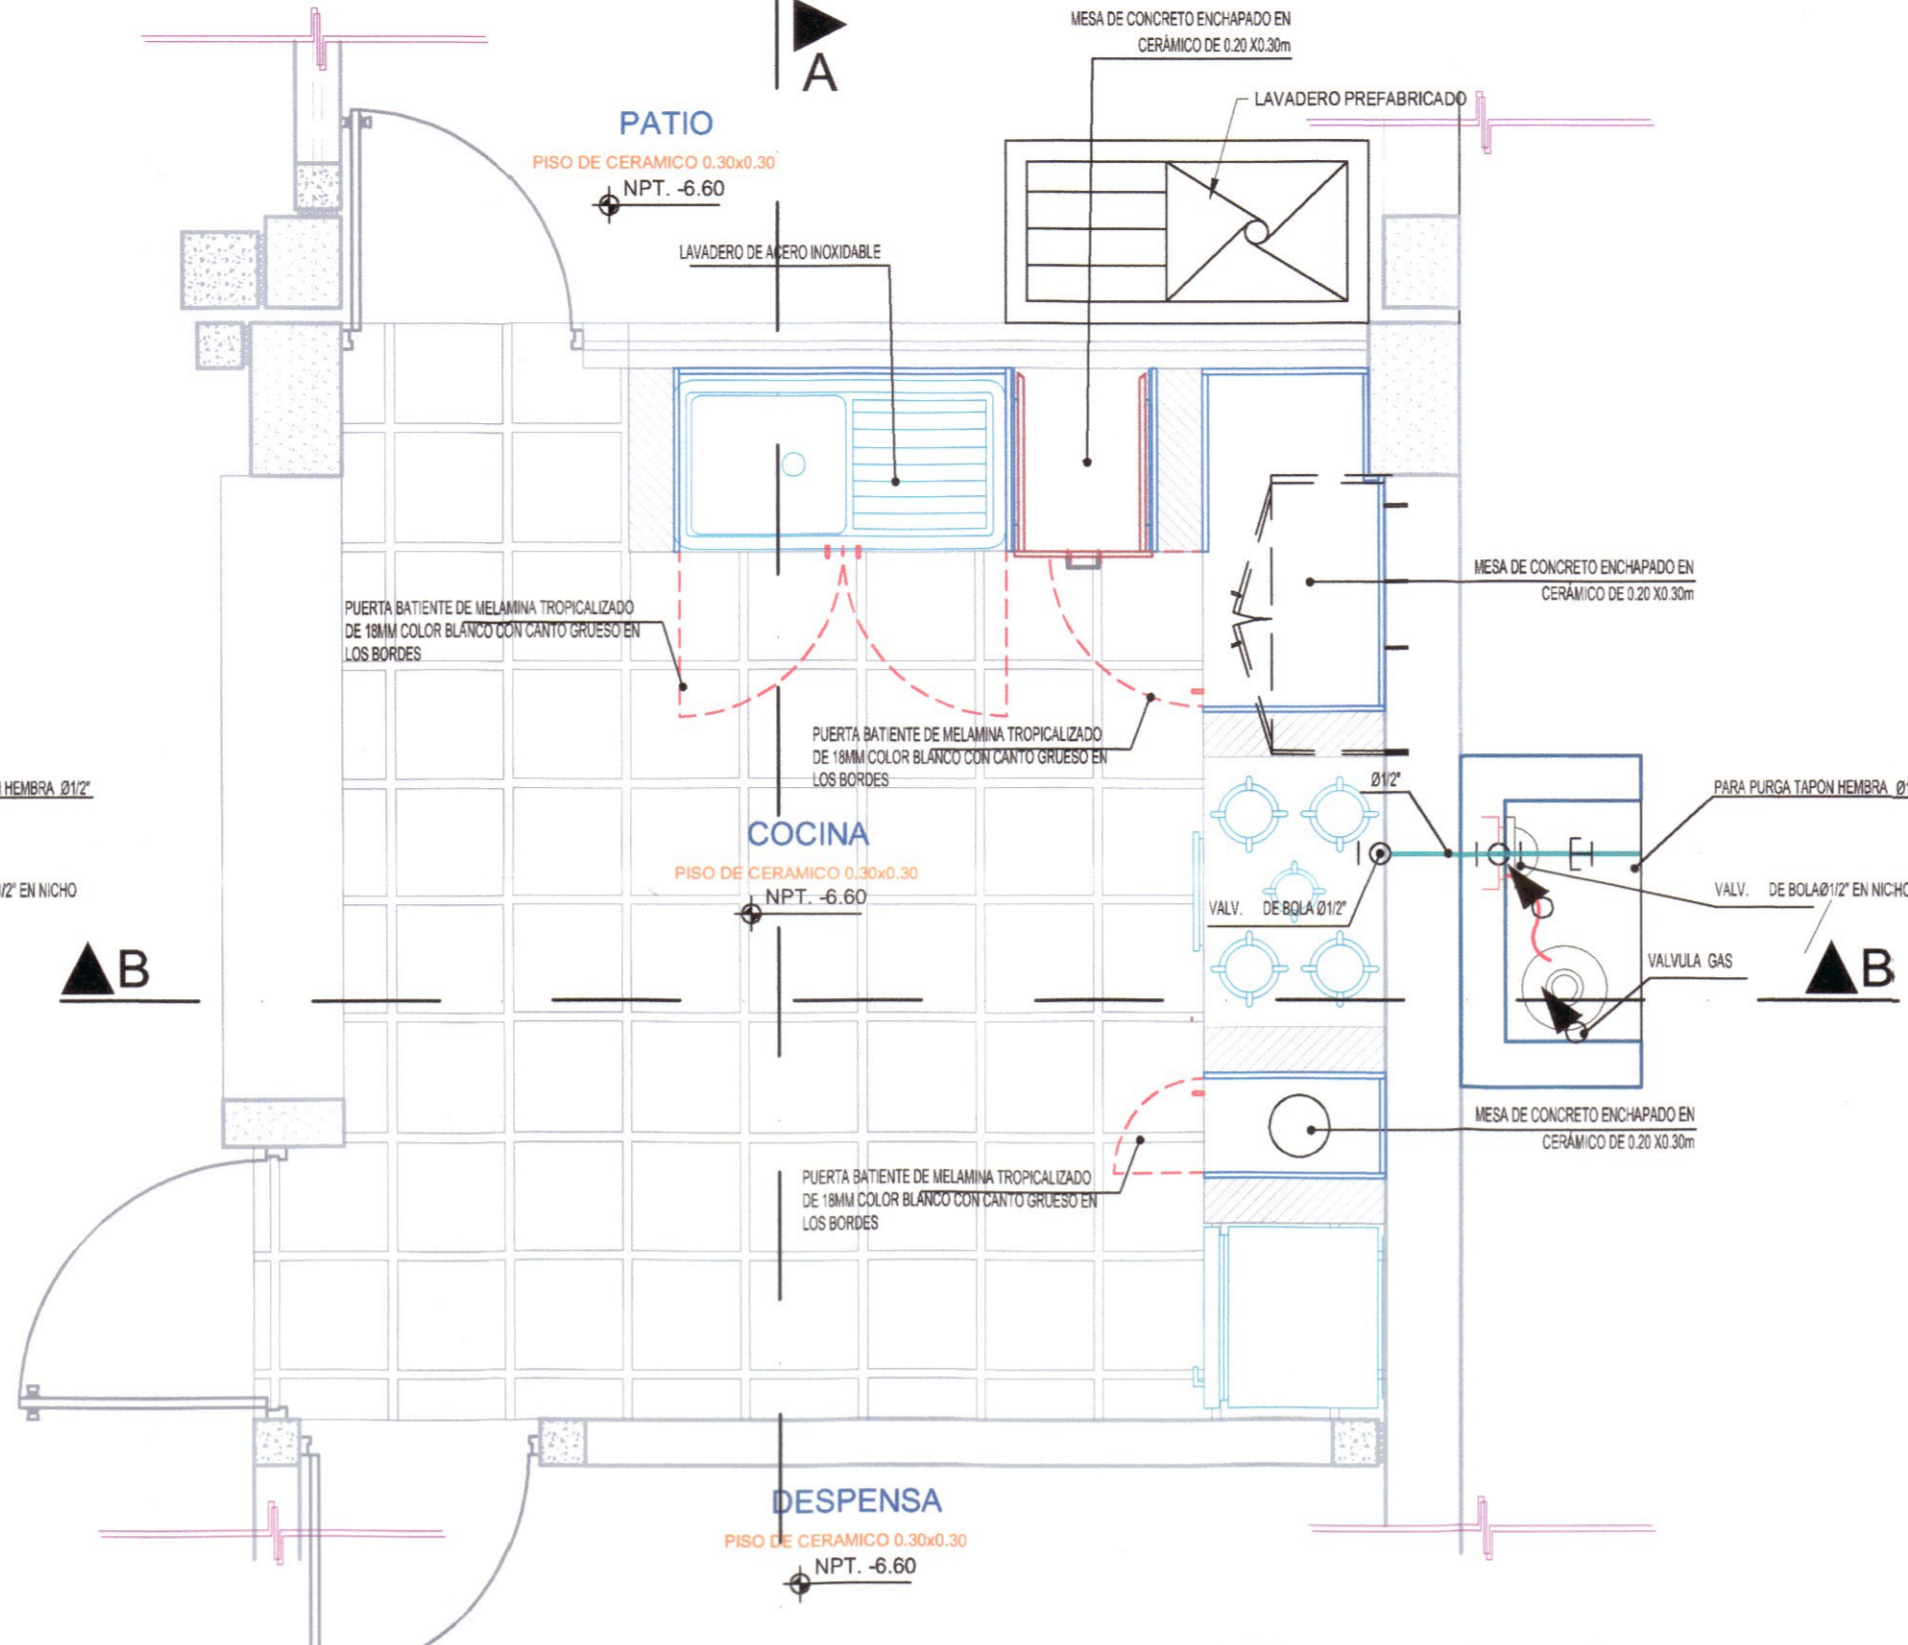 MESA DE CONCRETO ENCHAPADO EN
CERÁMICO DE 0.20 X0.30m
A
LAVADERO PREFABRICADO
PATIO
PISO DE CERAMICO 0.30x0.30
NPT. -6.60
LAVADERO DE ACERO INOXIDABLE
MESA DE CONCRETO ENCHAPADO EN
CERÁMICO DE 0.20 X0.30m
PUERTA BATIENTE DE MELAMINA TROPICALIZADO
DE 18MM COLOR BLANCO CON CANTO GRUESO EN
LOS BORDES
PUERTA BATIENTE DE MELAMINA TROPICALIZADO
DE 18MM COLOR BLANCO CON CANTO GRUESO EN
LOS BORDES
HEMBRA Ø1/2"
Ø1/2"
PARA PURGA TAPON HEMBRA Ø1
COCINA
PISO DE CERAMICO 0.30x0.30
NPT. -6.60
/2" EN NICHO
VALV. DE BOLA Ø1/2"
VALV. DE BOLAØ1/2" EN NICHO
VALVULA GAS
B
B
MESA DE CONCRETO ENCHAPADO EN
CERÁMICO DE 0.20 X0.30m
PUERTA BATIENTE DE MELAMINA TROPICALIZADO
DE 18MM COLOR BLANCO CON CANTO GRUESO EN
LOS BORDES
DESPENSA
PISO DE CERAMICO 0.30x0.30
NPT. -6.60